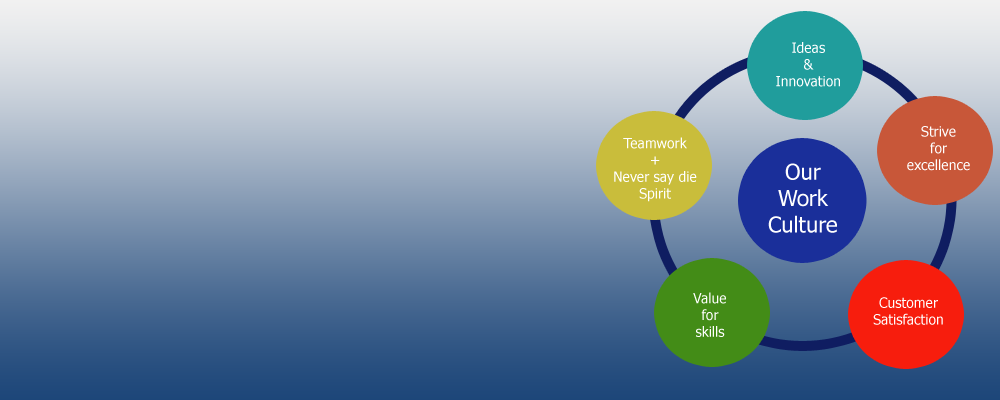 Ideas
&
Innovation
Strive
for
excellence
Teamwork
+
Never say die
Spirit
Our
Work
Culture
Value
for
skills
Customer
Satisfaction